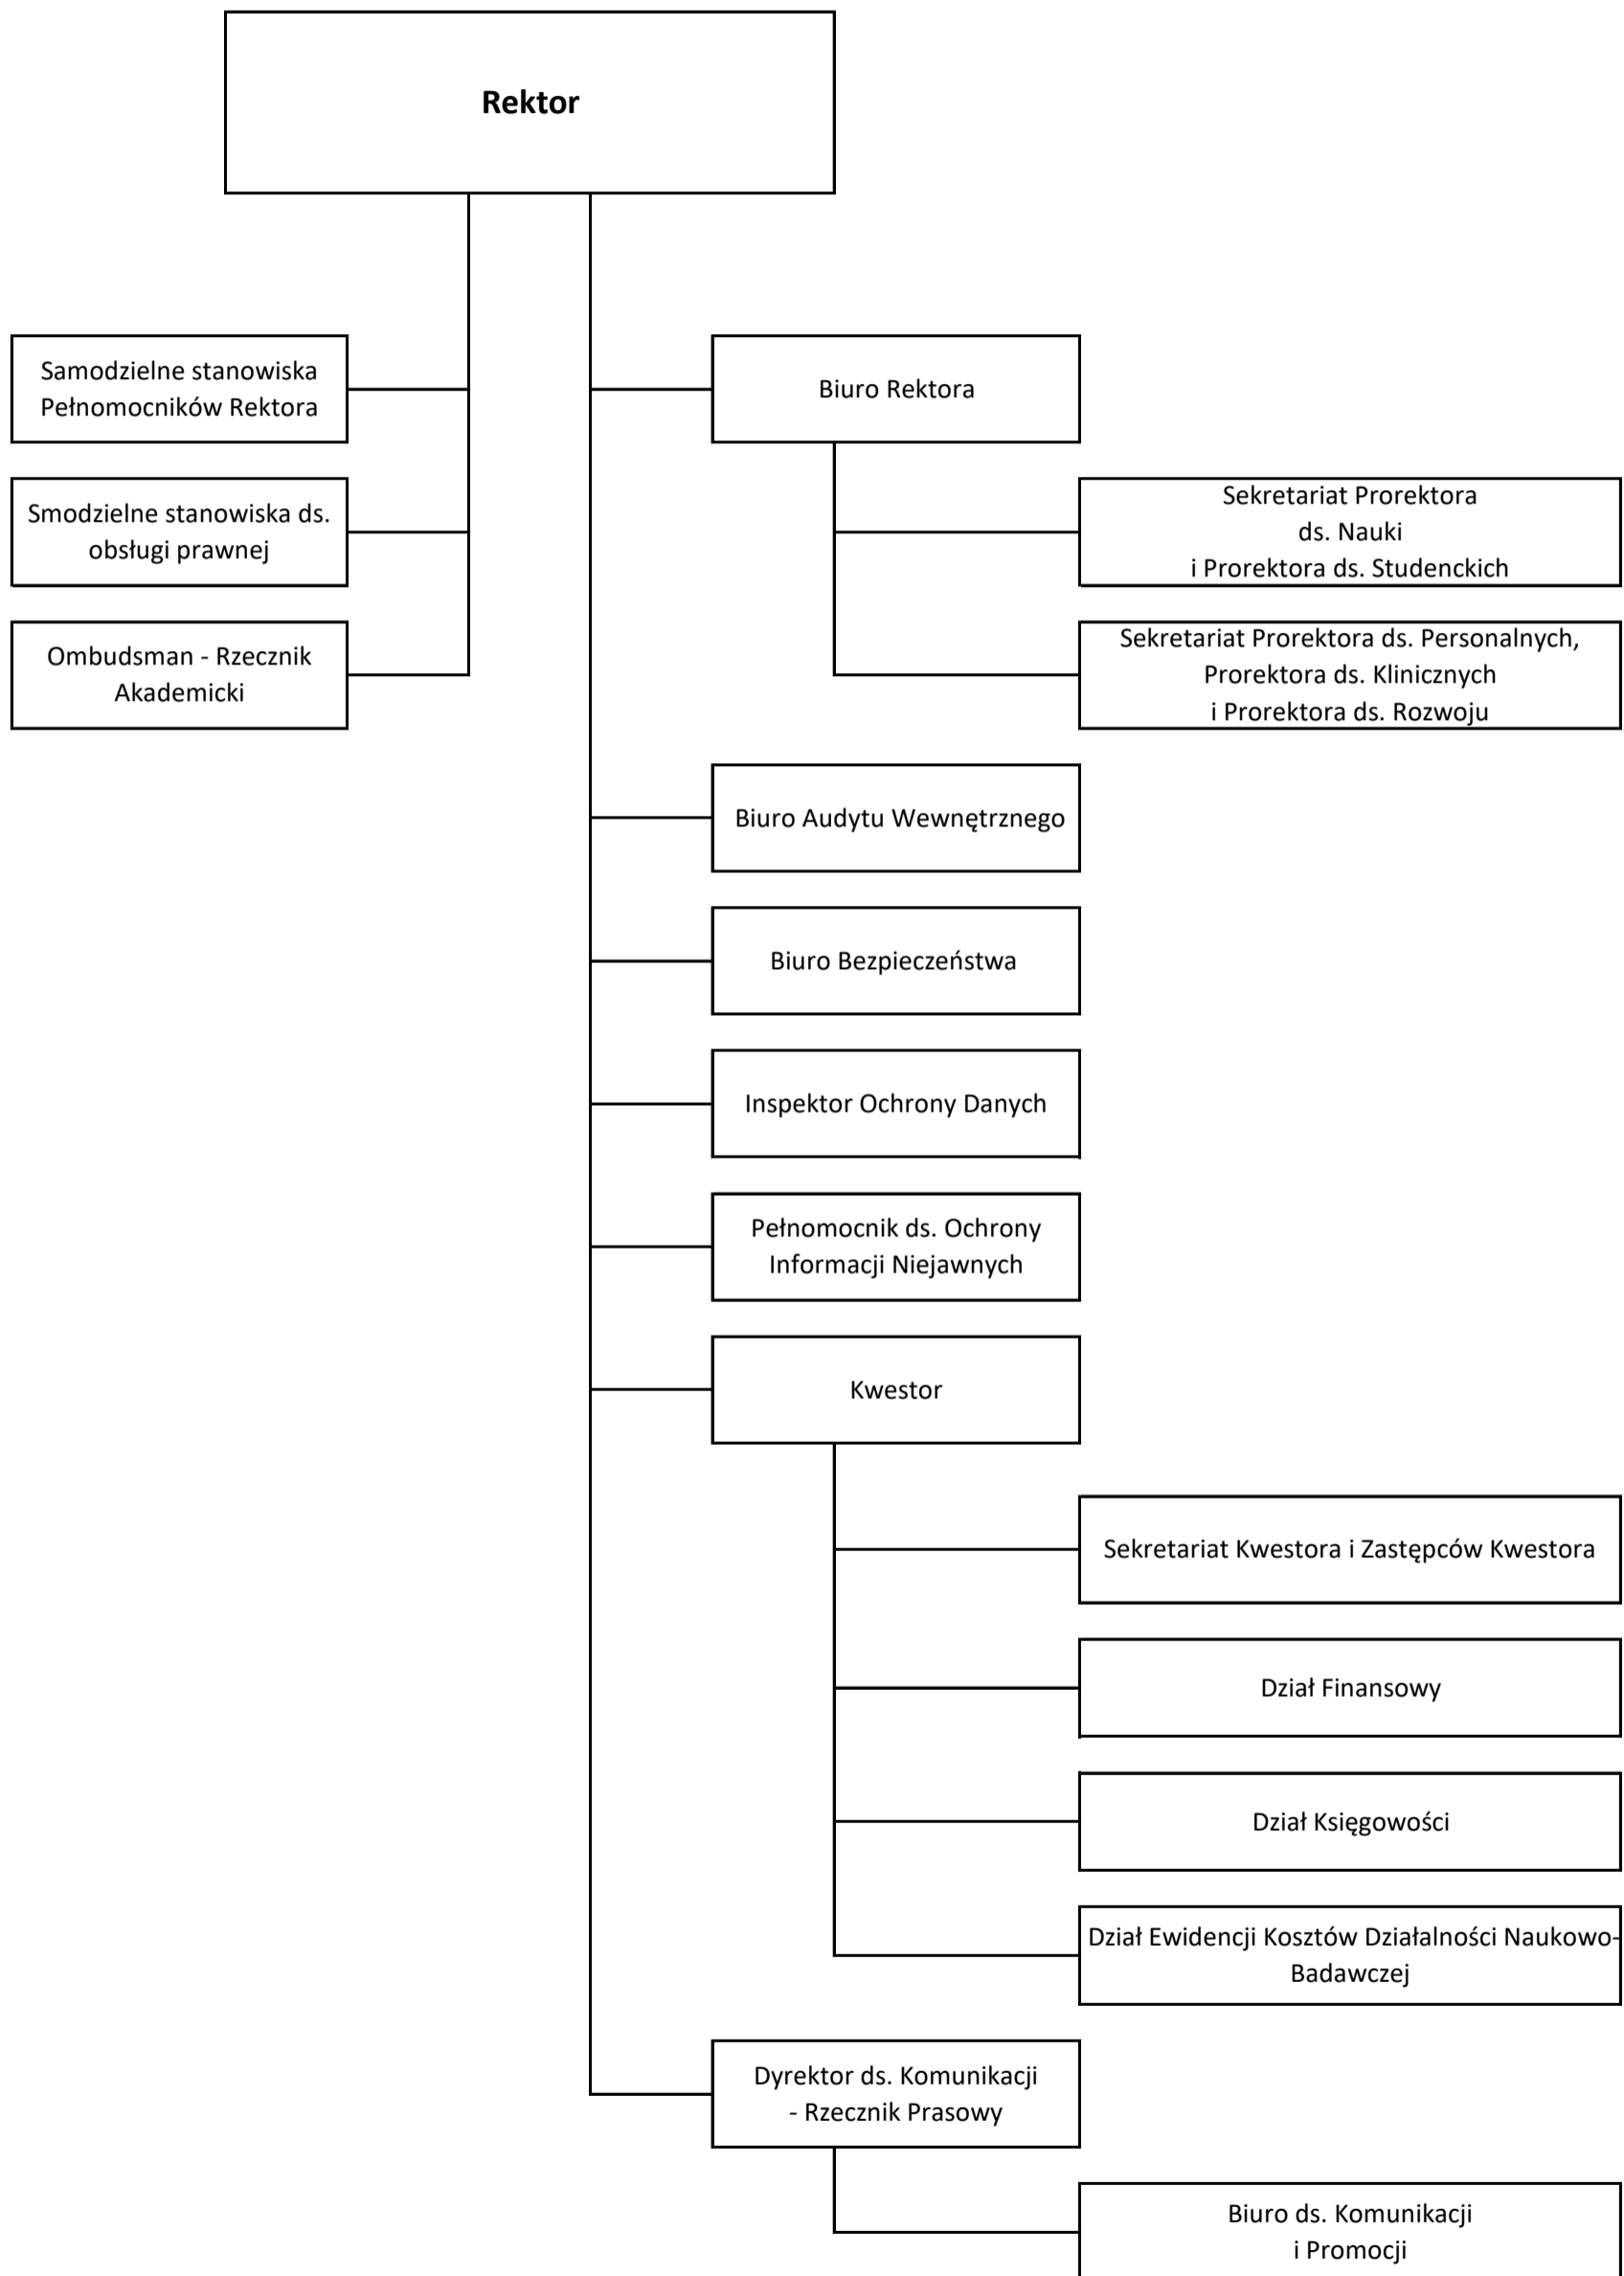 Rektor
Samodzielne stanowiska
Pełnomocników Rektora
Biuro Rektora
Smodzielne stanowiska ds.
obsługi prawnej
Sekretariat Prorektora
ds. Nauki
i Prorektora ds. Studenckich
Ombudsman - Rzecznik
Akademicki
Sekretariat Prorektora ds. Personalnych,
Prorektora ds. Klinicznych
i Prorektora ds. Rozwoju
Biuro Audytu Wewnętrznego
Biuro Bezpieczeństwa
Inspektor Ochrony Danych
Pełnomocnik ds. Ochrony
Informacji Niejawnych
Kwestor
Sekretariat Kwestora i Zastępców Kwestora
Dział Finansowy
Dział Księgowości
Dział Ewidencji Kosztów Działalności Naukowo-
Badawczej
Dyrektor ds. Komunikacji
- Rzecznik Prasowy
Biuro ds. Komunikacji
i Promocji